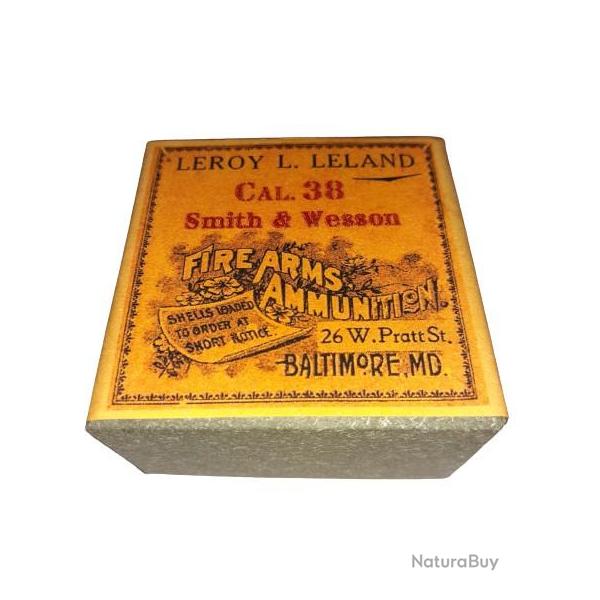 LEROY L. LELAND
CAL. 38
Smith & Wesson
FIRE ARMS
AMMUNITION.
SHELLS LOADED
TO ORDER AT
SHORT NOTICE.
26 W. Pratt St.
BALTIMORE, MD.
NaturaBuy